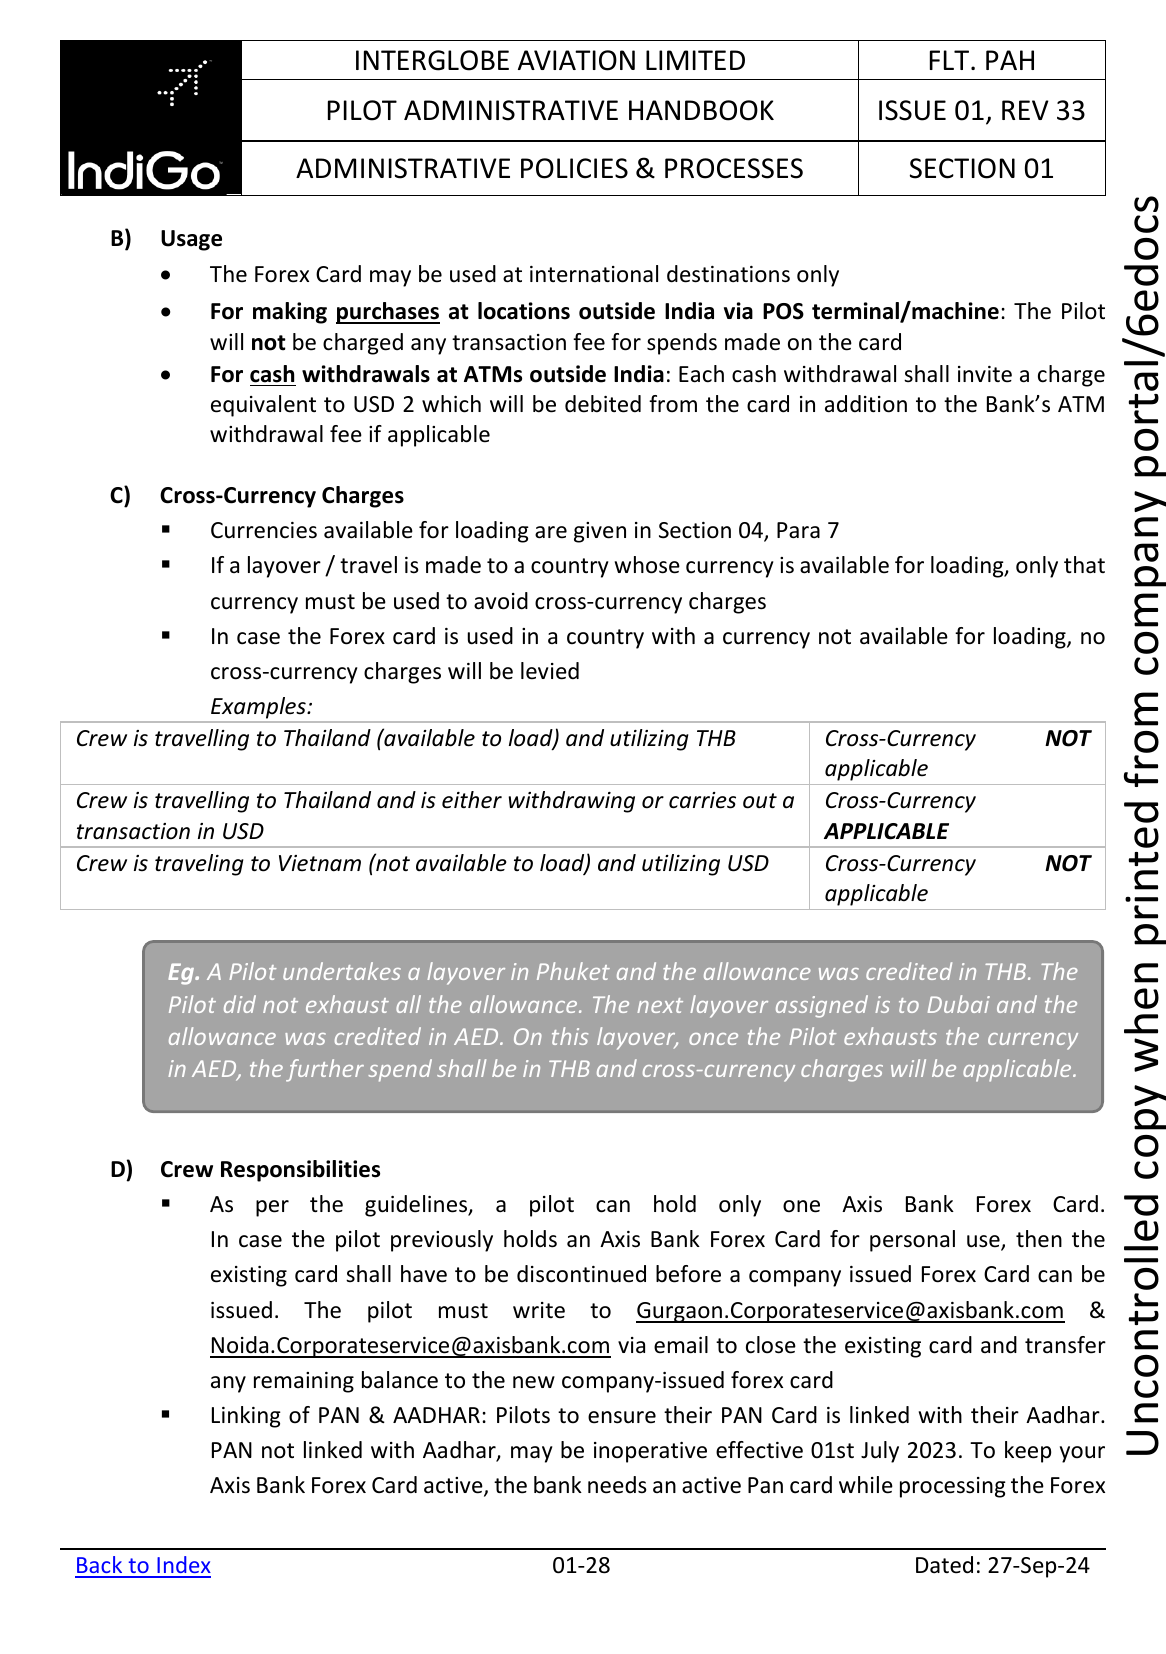 INTERGLOBE AVIATION LIMITED
FLT. PAH
PILOT ADMINISTRATIVE HANDBOOK
ISSUE 01, REV 33
IndiGo
ADMINISTRATIVE POLICIES & PROCESSES
SECTION 01
B) Usage
• The Forex Card may be used at international destinations only
• For making purchases at locations outside India via POS terminal/machine: The Pilot
will not be charged any transaction fee for spends made on the card
• For cash withdrawals at ATMs outside India: Each cash withdrawal shall invite a charge
equivalent to USD 2 which will be debited from the card in addition to the Bank’s ATM
withdrawal fee if applicable
C) Cross-Currency Charges
▪ Currencies available for loading are given in Section 04, Para 7
▪ If a layover / travel is made to a country whose currency is available for loading, only that
currency must be used to avoid cross-currency charges
▪ In case the Forex card is used in a country with a currency not available for loading, no
cross-currency charges will be levied
Examples:
Crew is travelling to Thailand (available to load) and utilizing THB
Cross-Currency NOT
applicable
Crew is travelling to Thailand and is either withdrawing or carries out a
transaction in USD
Cross-Currency
APPLICABLE
Crew is traveling to Vietnam (not available to load) and utilizing USD
Cross-Currency NOT
applicable
Eg. A Pilot undertakes a layover in Phuket and the allowance was credited in THB. The
Pilot did not exhaust all the allowance. The next layover assigned is to Dubai and the
allowance was credited in AED. On this layover, once the Pilot exhausts the currency
in AED, the further spend shall be in THB and cross-currency charges will be applicable.
D) Crew Responsibilities
▪ As per the guidelines, a pilot can hold only one Axis Bank Forex Card.
In case the pilot previously holds an Axis Bank Forex Card for personal use, then the
existing card shall have to be discontinued before a company issued Forex Card can be
issued. The pilot must write to Gurgaon.Corporateservice@axisbank.com &
Noida.Corporateservice@axisbank.com via email to close the existing card and transfer
any remaining balance to the new company-issued forex card
▪ Linking of PAN & AADHAR: Pilots to ensure their PAN Card is linked with their Aadhar.
PAN not linked with Aadhar, may be inoperative effective 01st July 2023. To keep your
Axis Bank Forex Card active, the bank needs an active Pan card while processing the Forex
Back to Index
01-28
Dated: 27-Sep-24
Uncontrolled copy when printed from company portal/6edocs